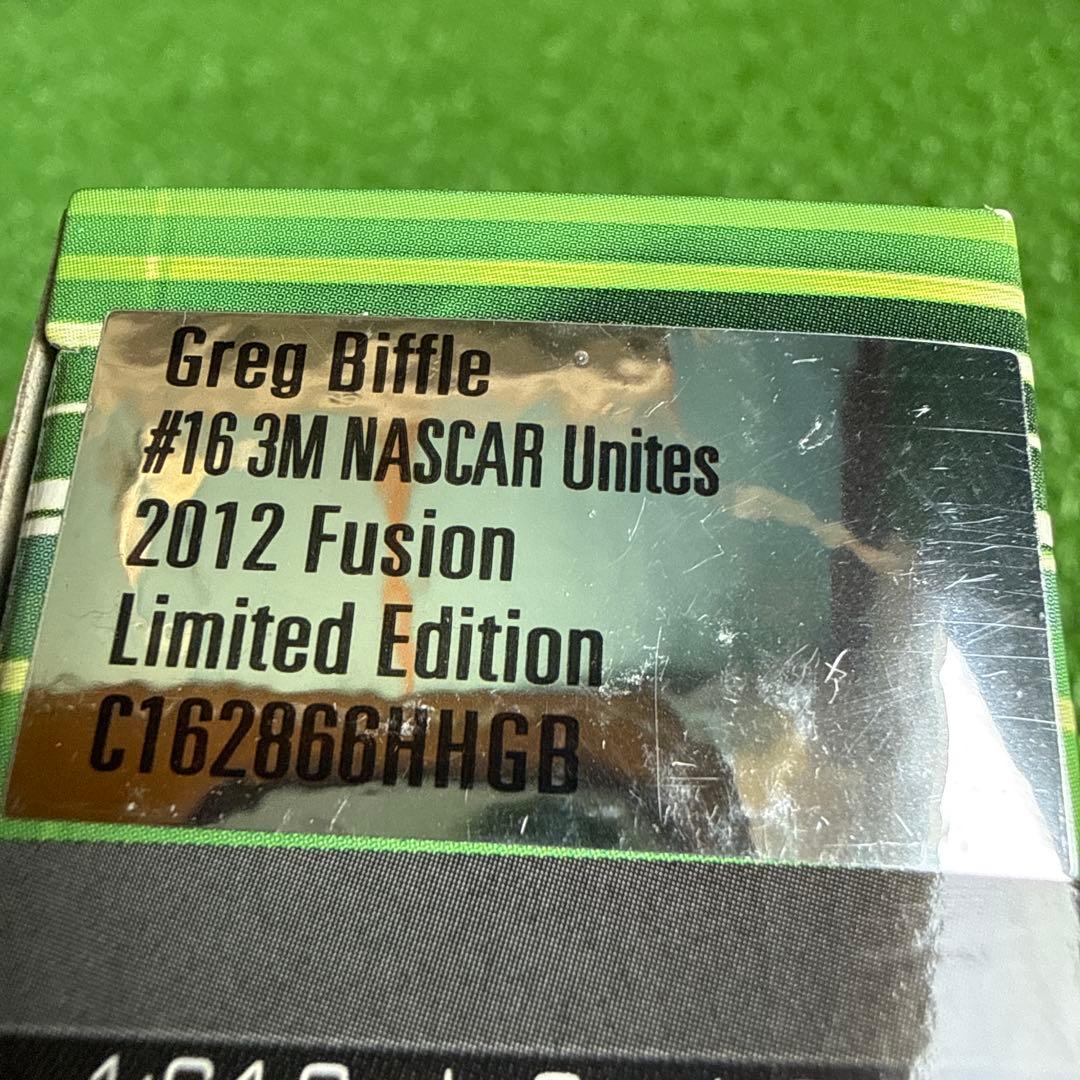 Greg Biffle
#16 3M NASCAR Unites
2012 Fusion
Limited Edition
C162866HHGB